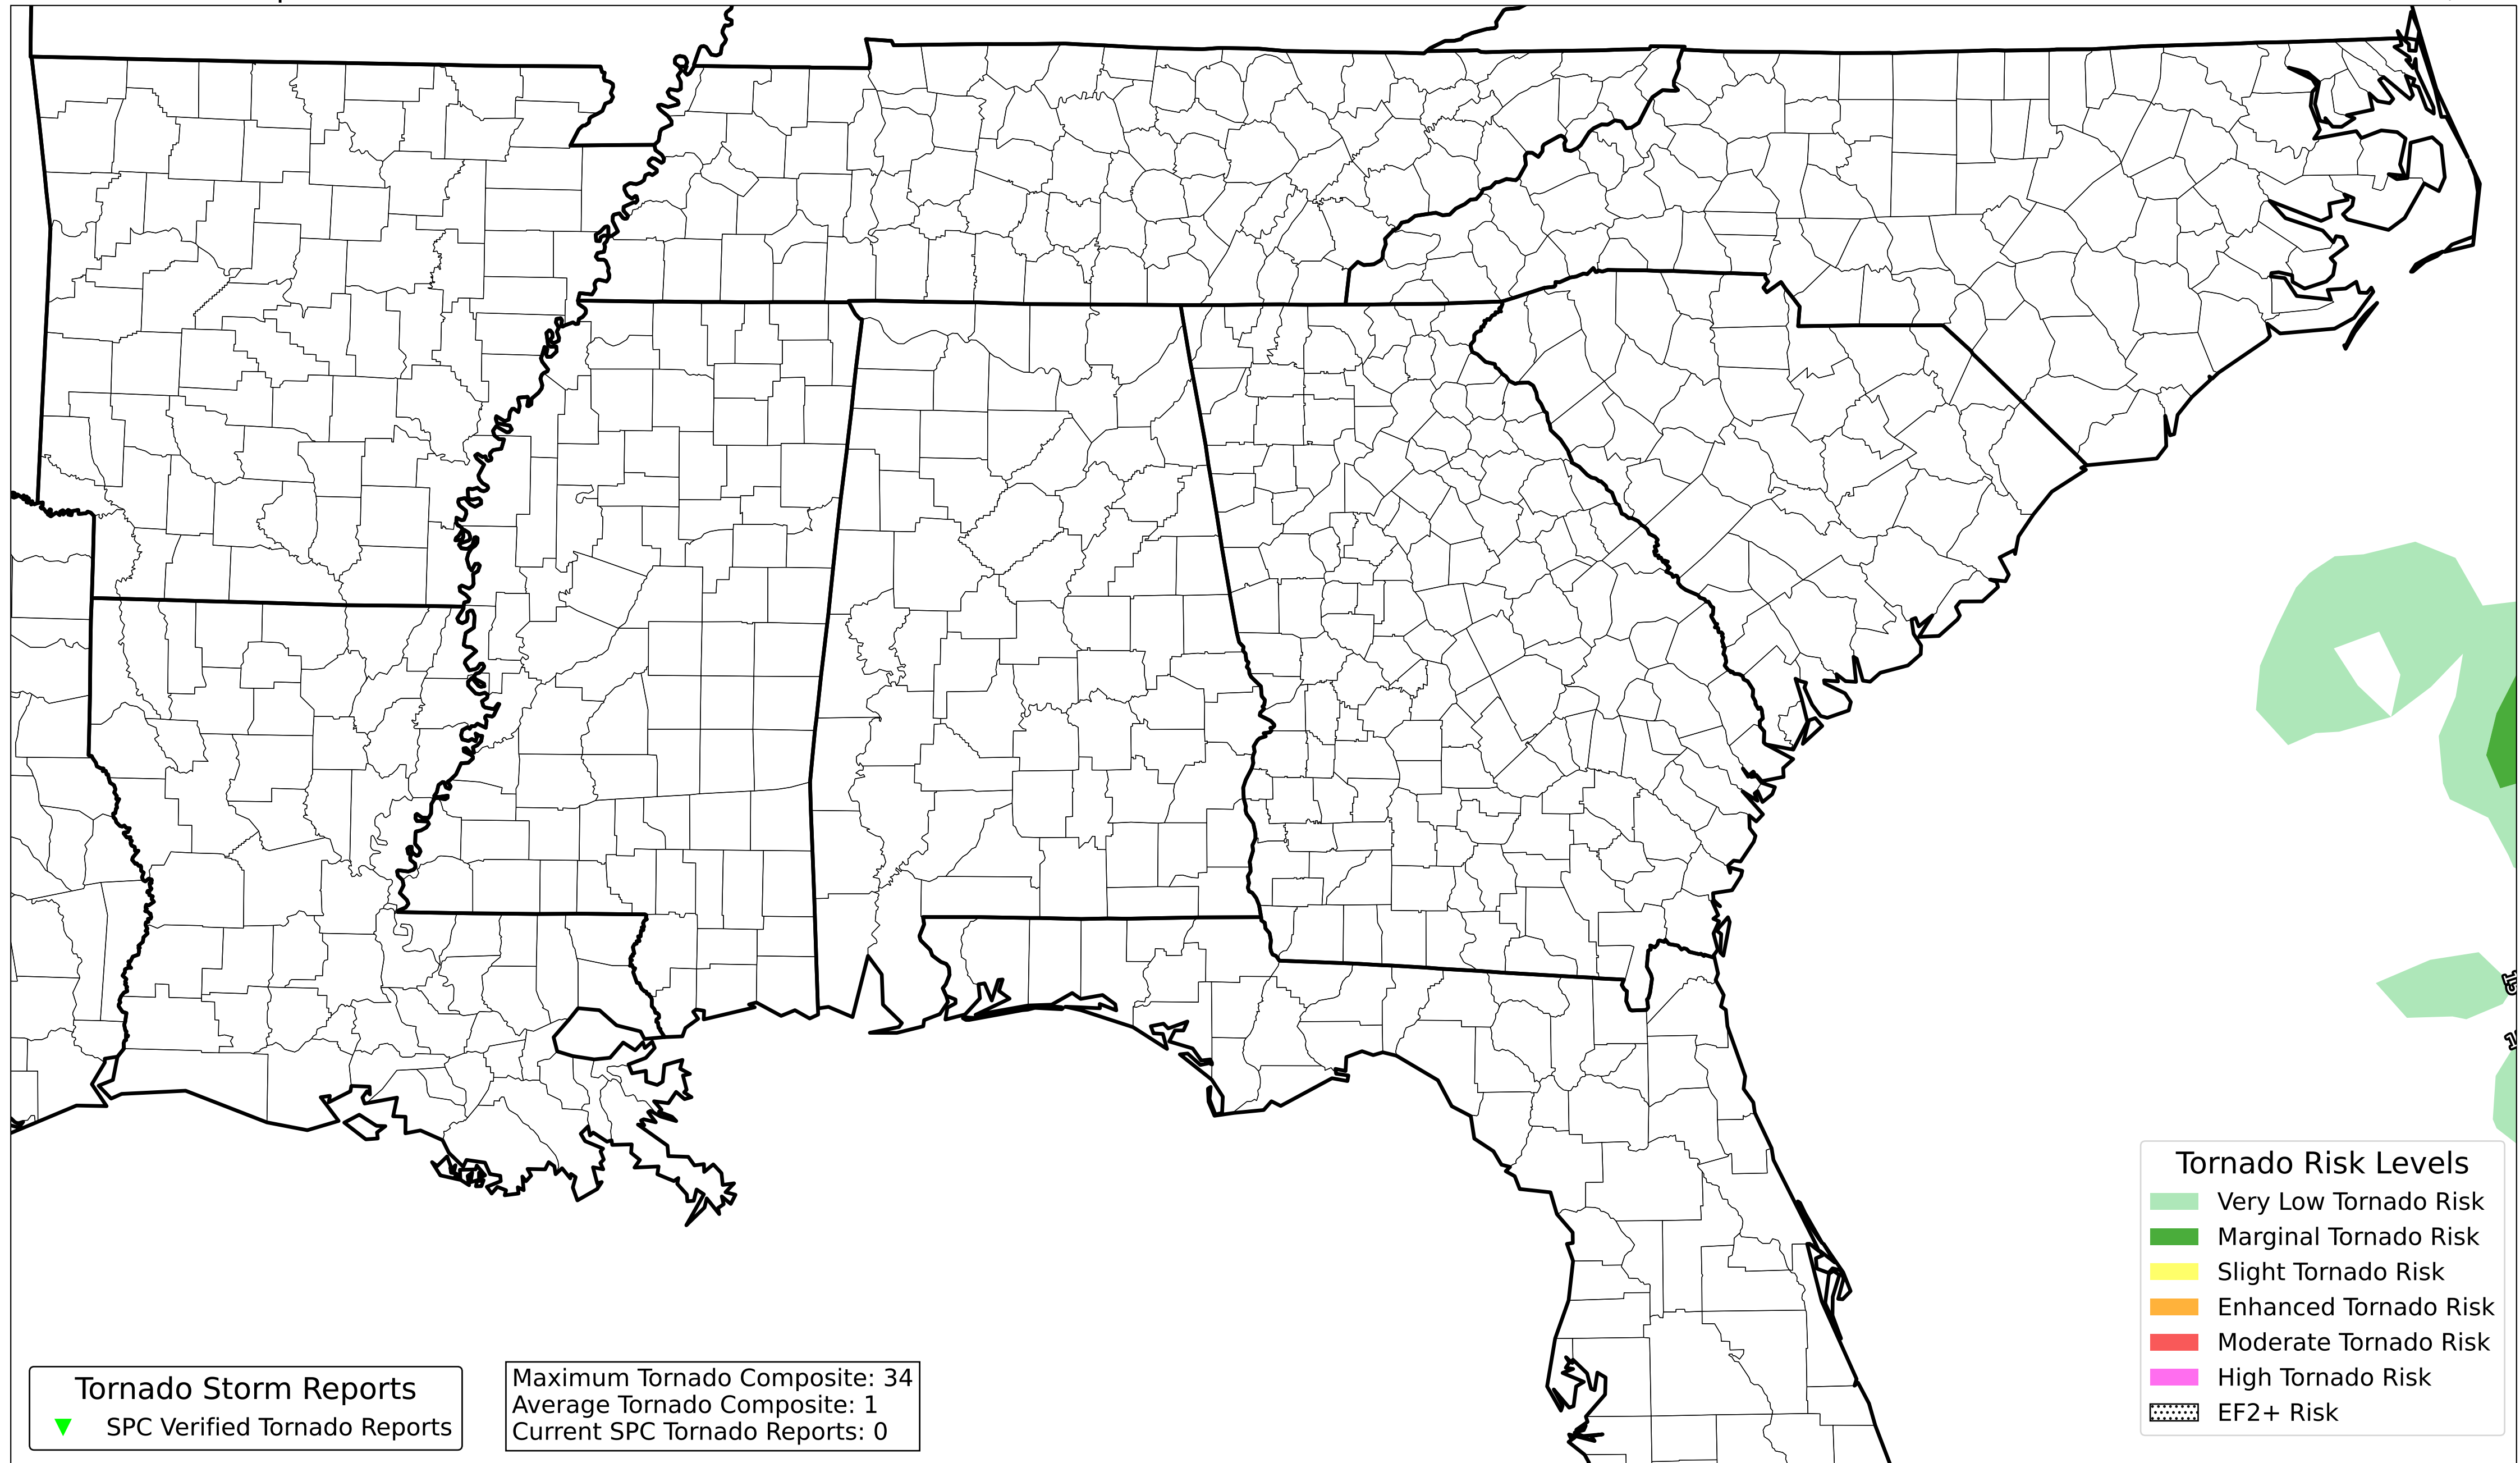 Tornado Risk Levels
Very Low Tornado Risk
Marginal Tornado Risk
Slight Tornado Risk
Enhanced Tornado Risk
Moderate Tornado Risk
High Tornado Risk
EF2+ Risk
Tornado Storm Reports
SPC Verified Tornado Reports
Maximum Tornado Composite: 34
Average Tornado Composite: 1
Current SPC Tornado Reports: 0